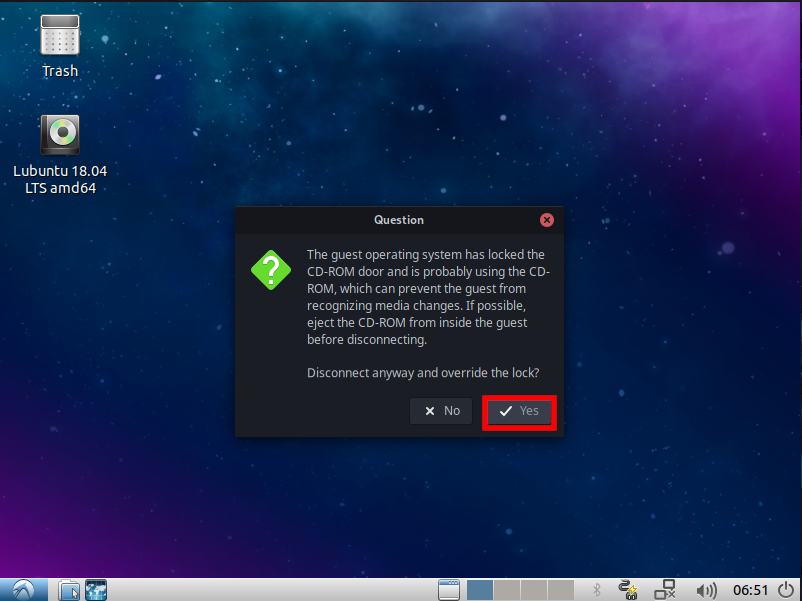 Trash
Lubuntu 18.04
LTS amd64
Question
The guest operating system has locked the
CD-ROM door and is probably using the CD-
ROM, which can prevent the guest from
recognizing media changes. If possible,
eject the CD-ROM from inside the guest
before disconnecting.
Disconnect anyway and override the lock?
No
Yes
06:51